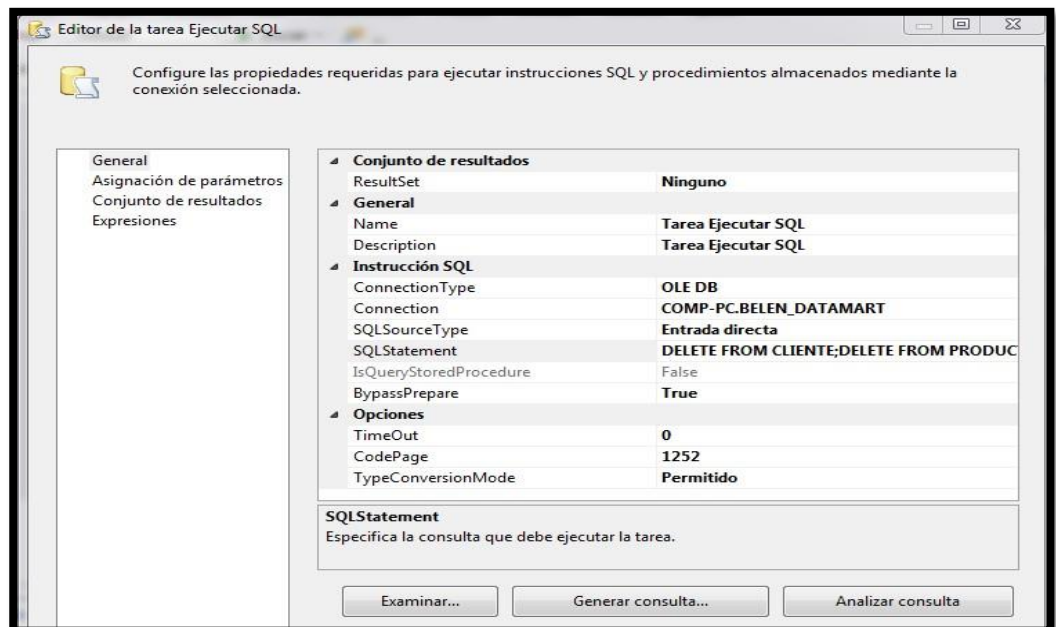 Editor de la tarea Ejecutar SQL
Configure las propiedades requeridas para ejecutar instrucciones SQL y procedimientos almacenados mediante la
conexión seleccionada.
General
Asignación de parámetros
Conjunto de resultados
Expresiones
Conjunto de resultados
ResultSet Ninguno
General
Name Tarea Ejecutar SQL
Description Tarea Ejecutar SQL
Instrucción SQL
ConnectionType OLE DB
Connection COMP-PC.BELEN_DATAMART
SQLSourceType Entrada directa
SQLStatement DELETE FROM CLIENTE;DELETE FROM PRODUC
IsQueryStoredProcedure False
BypassPrepare True
Opciones
TimeOut 0
CodePage 1252
TypeConversionMode Permitido
SQLStatement
Especifica la consulta que debe ejecutar la tarea.
Examinar... Generar consulta... Analizar consulta